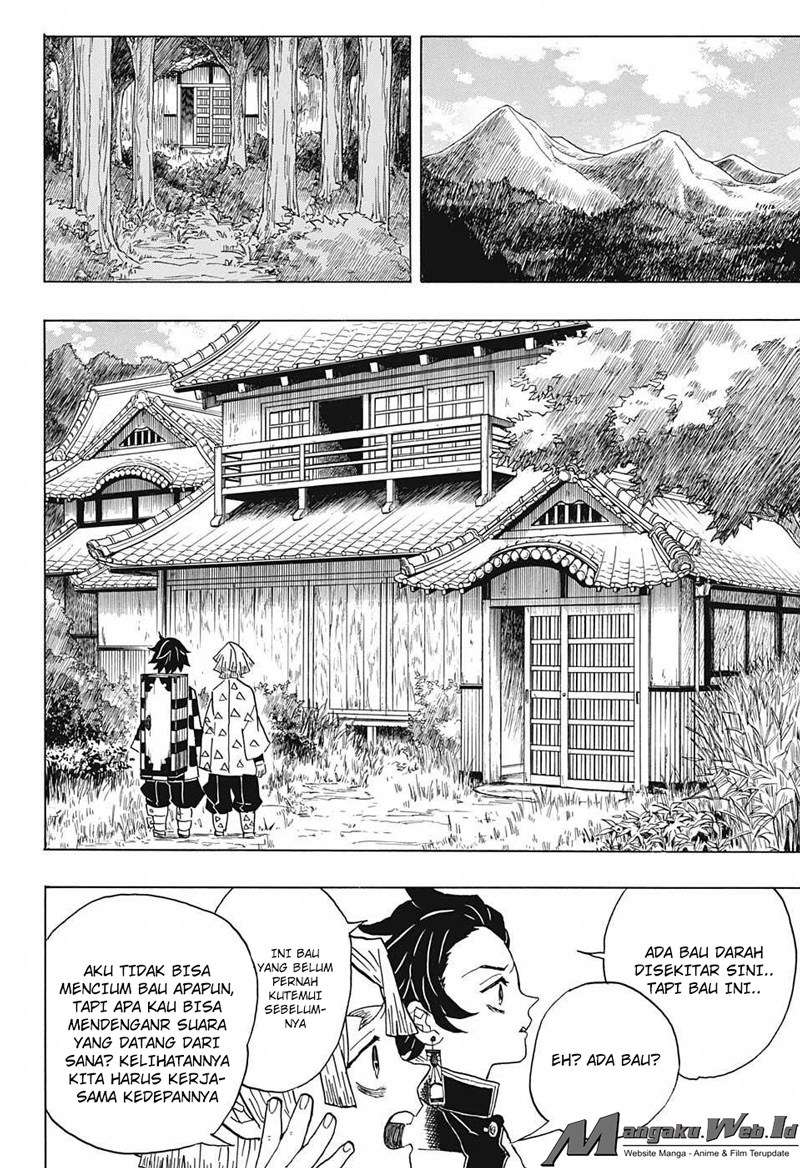 ADA BAU DARAH
DISEKITAR SINI..
TAPI BAU INI..
EH? ADA BAU?
INI BAU
YANG BELUM
PERNAH
KUTEMUI
SEBELUM-
NYA
AKU TIDAK BISA
MENCIUM BAU APAPUN,
TAPI APA KAU BISA
MENDENGANR SUARA
YANG DATANG DARI
SANA? KELIHATANNYA
KITA HARUS KERJA-
SAMA KEDEPANNYA
Mangaku.Web.Id
Website Manga - Anime & Film Terupdate